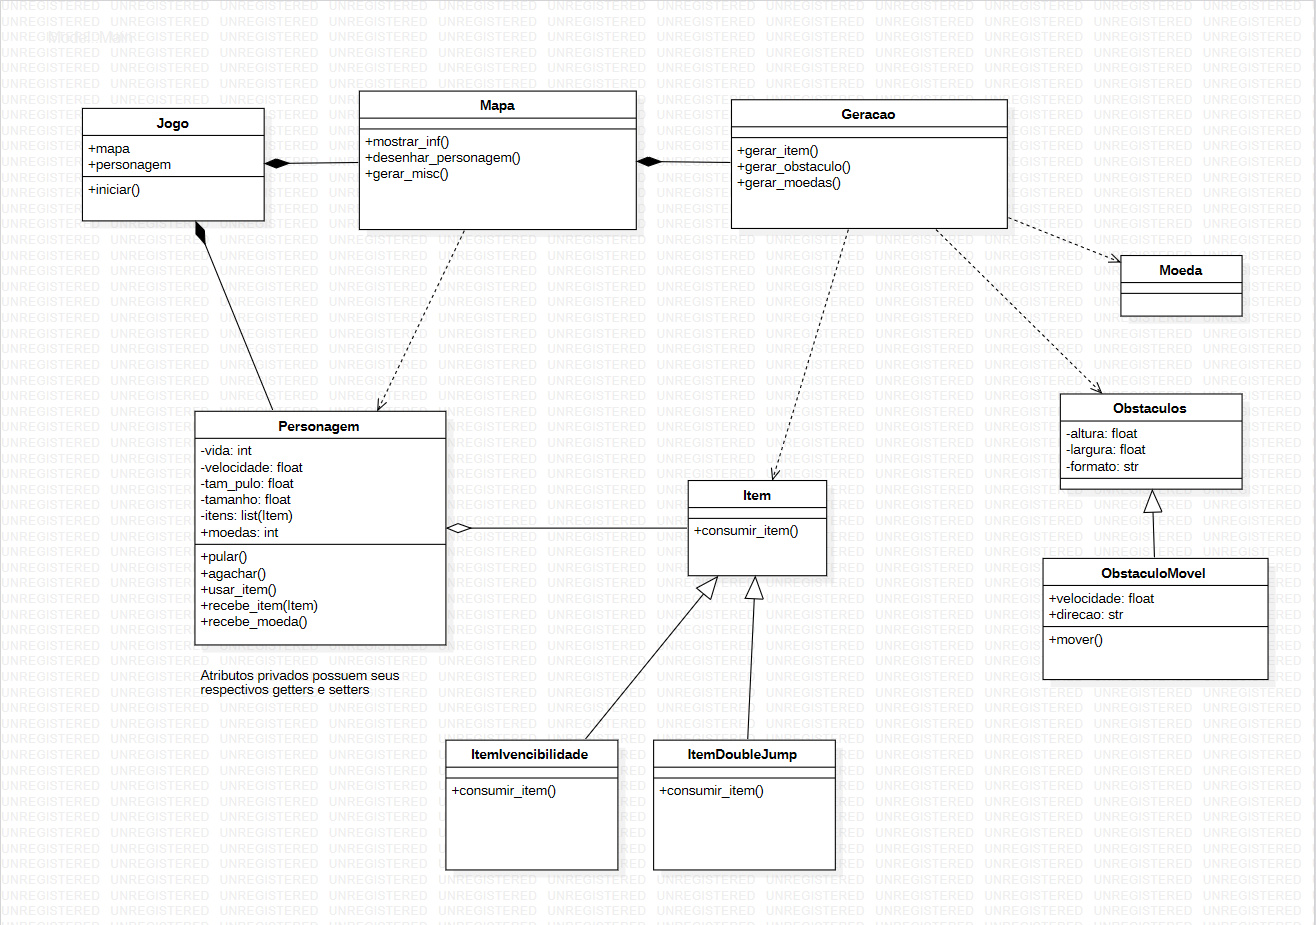 Jogo
+mapa
+personagem
+iniciar()
Mapa
+mostrar_inf()
+desenhar_personagem()
+gerar_misc()
Geracao
+gerar_item()
+gerar_obstaculo()
+gerar_moedas()
Moeda
Personagem
-vida: int
-velocidade: float
-tam_pulo: float
-tamanho: float
-itens: list(Item)
+moedas: int
+pular()
+agachar()
+usar_item()
+recebe_item(Item)
+recebe_moeda()
Atributos privados possuem seus
respectivos getters e setters
Item
+consumir_item()
Obstaculos
-altura: float
-largura: float
-formato: str
ObstaculoMovel
+velocidade: float
+direcao: str
+mover()
ItemIvencibilidade
+consumir_item()
ItemDoubleJump
+consumir_item()
UNREGISTERED